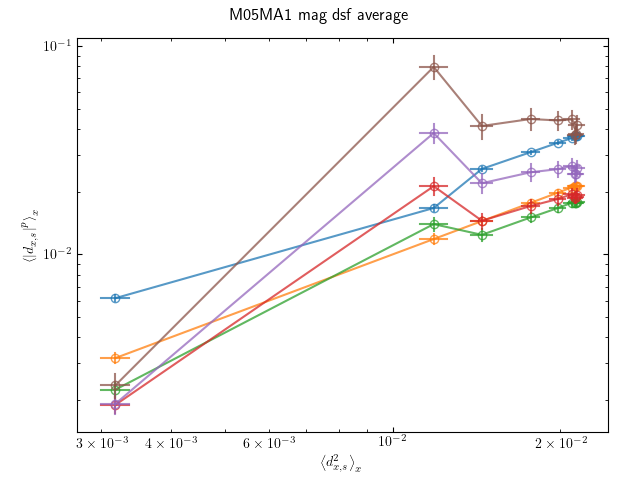 M05MA1 mag dsf average
10⁻¹
10⁻²
⟨|d_{x,s}|^p⟩_x
3 × 10⁻³ 4 × 10⁻³ 6 × 10⁻³ 10⁻² 2 × 10⁻²
⟨d²_{x,s}⟩_x